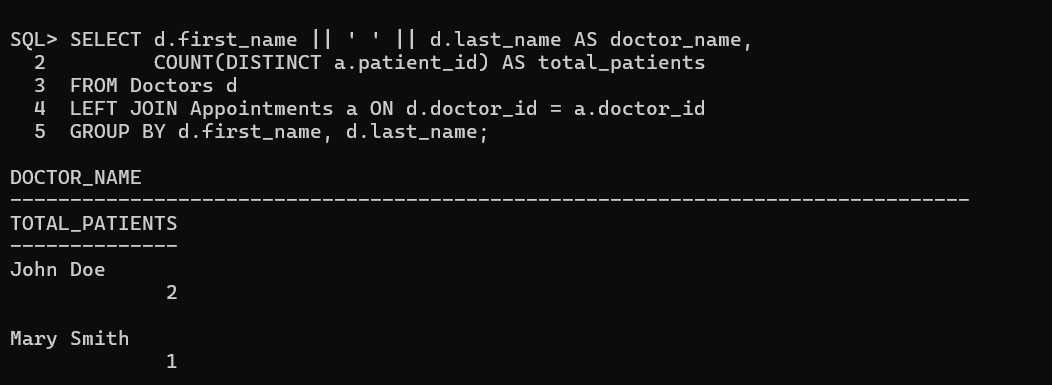 SQL> SELECT d.first_name || ' ' || d.last_name AS doctor_name,
  2         COUNT(DISTINCT a.patient_id) AS total_patients
  3  FROM Doctors d
  4  LEFT JOIN Appointments a ON d.doctor_id = a.doctor_id
  5  GROUP BY d.first_name, d.last_name;
DOCTOR_NAME
--------------------------------------------------------------------------------
TOTAL_PATIENTS
--------------
John Doe
             2
Mary Smith
             1